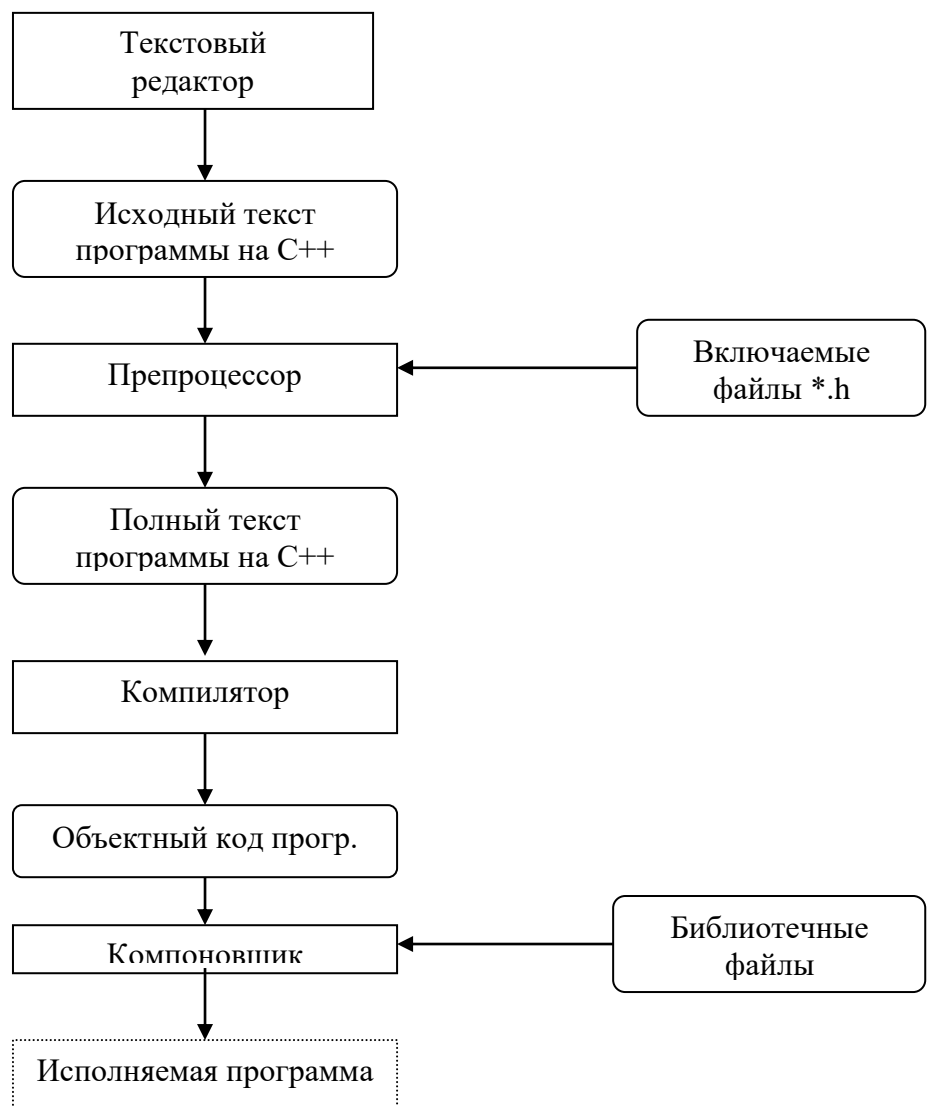 Текстовый
редактор
Исходный текст
программы на С++
Препроцессор
Включаемые
файлы *.h
Полный текст
программы на С++
Компилятор
Объектный код прогр.
Компоновщик
Библиотечные
файлы
Исполняемая программа